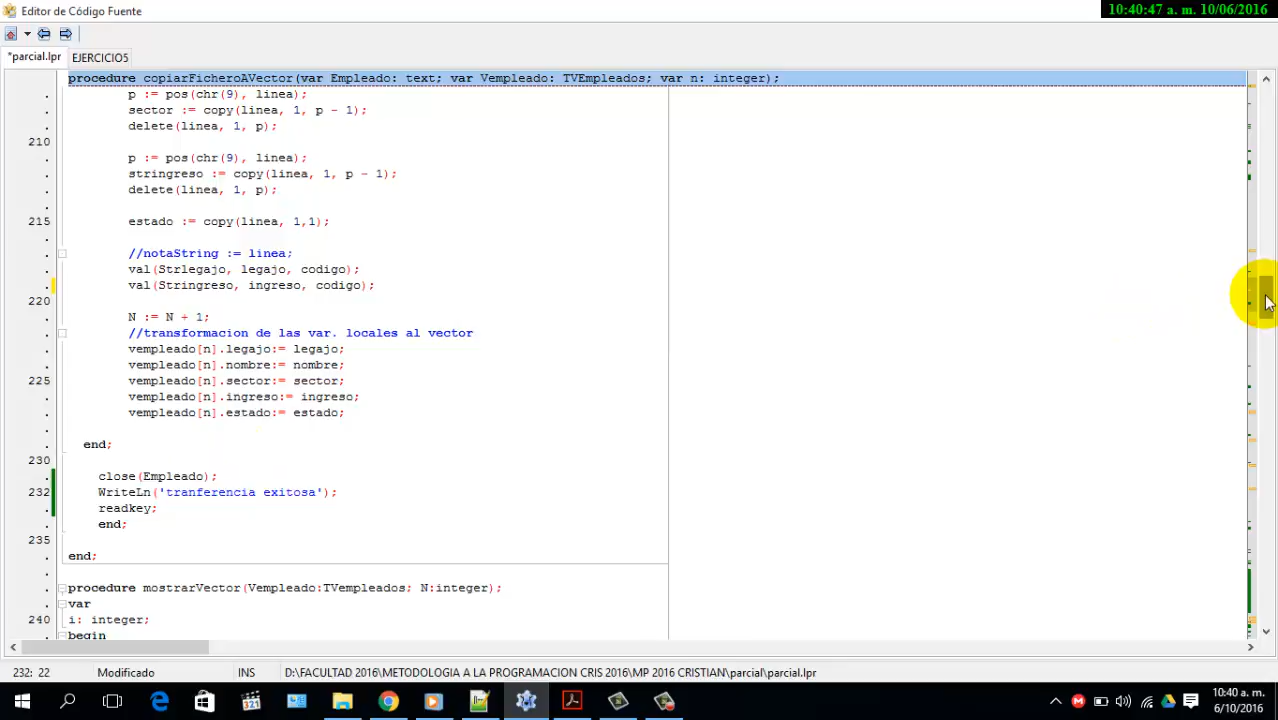 Editor de Código Fuente
10:40:47 a. m. 10/06/2016
*parcial.lpr
EJERCICIO5
procedure copiarFicheroAVector(var Empleado: text; var Vempleado: TVEmpleados; var n: integer);
. p := pos(chr(9), linea);
. sector := copy(linea, 1, p - 1);
. delete(linea, 1, p);
210
. p := pos(chr(9), linea);
. stringreso := copy(linea, 1, p - 1);
. delete(linea, 1, p);
.
215 estado := copy(linea, 1,1);
.
. //notaString := linea;
. val(Strlegajo, legajo, codigo);
. val(Stringreso, ingreso, codigo);
220
. N := N + 1;
. //transformacion de las var. locales al vector
. vempleado[n].legajo:= legajo;
. vempleado[n].nombre:= nombre;
225 vempleado[n].sector:= sector;
. vempleado[n].ingreso:= ingreso;
. vempleado[n].estado:= estado;
.
. end;
230
. close(Empleado);
232 WriteLn('tranferencia exitosa');
. readkey;
. end;
235
. end;
.
. procedure mostrarVector(Vempleado:TVempleados; N:integer);
. var
240 i: integer;
. begin
232: 22
Modificado
INS
D:\FACULTAD 2016\METODOLOGIA A LA PROGRAMACION CRIS 2016\MP 2016 CRISTIAN\parcial\parcial.lpr
321
10:40 a. m.
6/10/2016